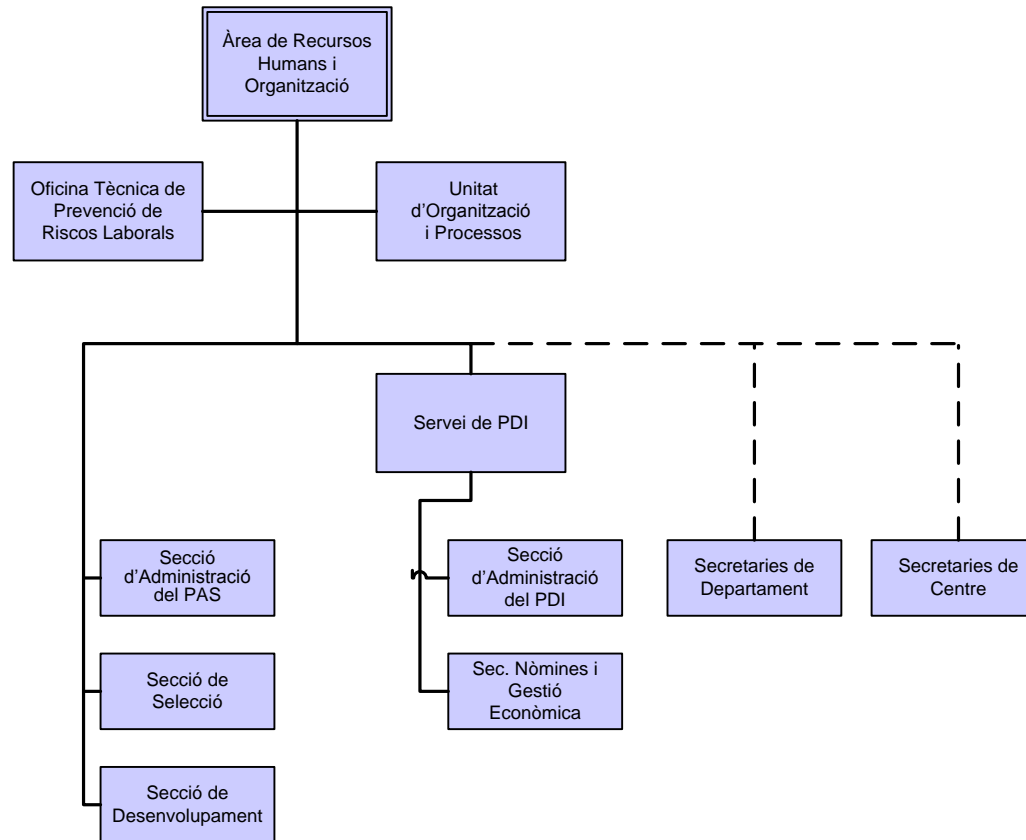 Àrea de Recursos
Humans i
Organització
Oficina Tècnica de
Prevenció de
Riscos Laborals
Unitat
d'Organització
i Processos
Servei de PDI
Secció
d'Administració
del PAS
Secció
d'Administració
del PDI
Secretaries de
Departament
Secretaries de
Centre
Secció de
Selecció
Sec. Nòmines i
Gestió
Econòmica
Secció de
Desenvolupament